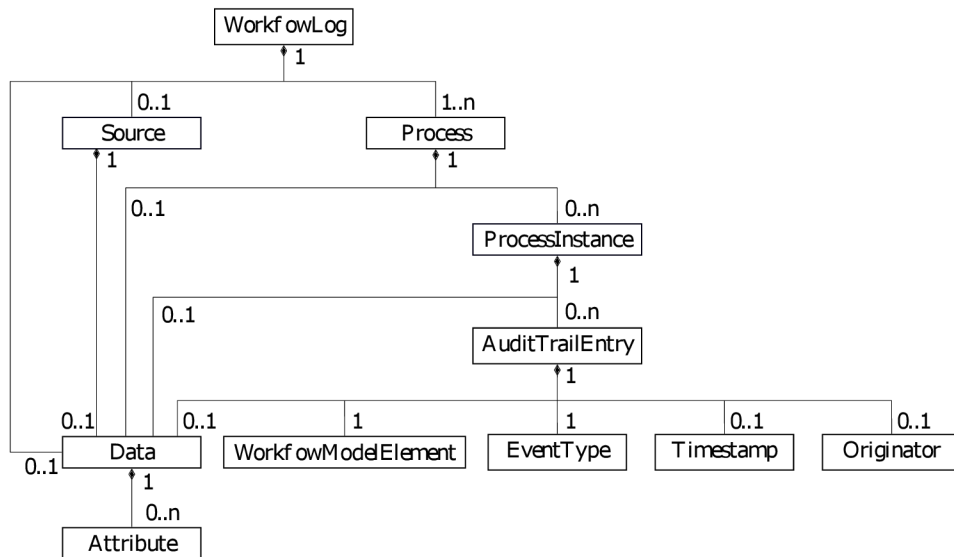 WorkfowLog
1
0..1
1..n
Source
Process
1
1
0..1
0..n
ProcessInstance
1
0..1
0..n
AuditTrailEntry
1
0..1
0..1
1
1
0..1
0..1
Data
WorkfowModelElement
EventType
Timestamp
Originator
0..1
1
0..n
Attribute